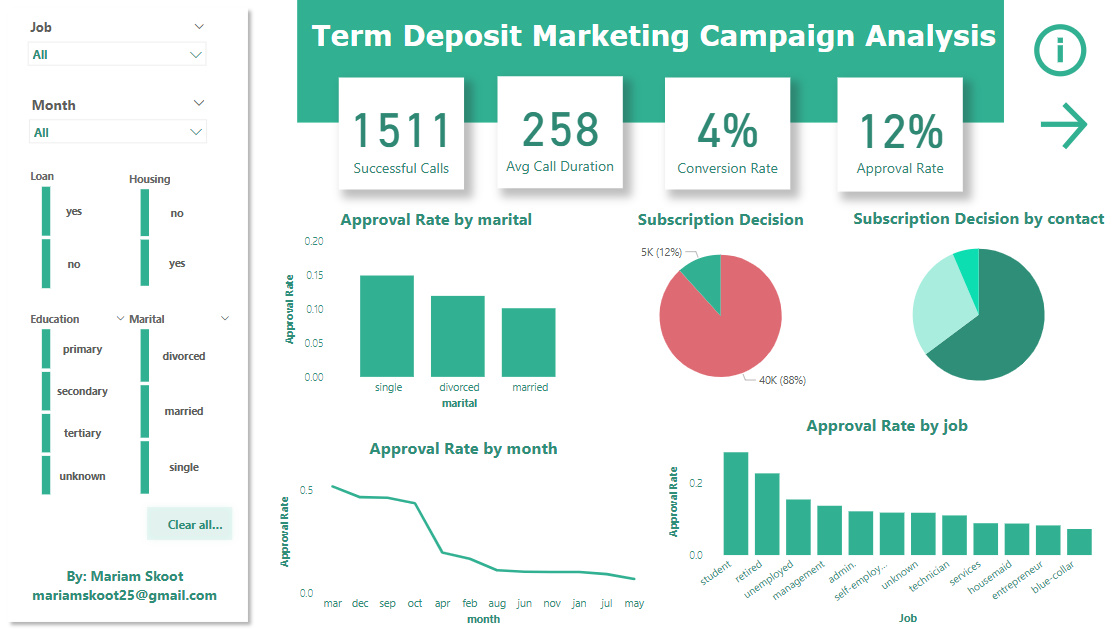 Job
All
Month
All
Loan
yes
no
Housing
no
yes
Education
primary
secondary
tertiary
unknown
Marital
divorced
married
single
Clear all...
By: Mariam Skoot
mariamskoot25@gmail.com
Term Deposit Marketing Campaign Analysis
i
1511
Successful Calls
258
Avg Call Duration
4%
Conversion Rate
12%
Approval Rate
Approval Rate by marital
Approval Rate
0.20
0.15
0.10
0.05
0.00
single
divorced
married
marital
Subscription Decision
5K (12%)
40K (88%)
Subscription Decision by contact
Approval Rate by month
Approval Rate
0.5
0.0
mar
dec
sep
oct
apr
feb
aug
jun
nov
jan
jul
may
month
Approval Rate by job
Approval Rate
0.2
0.0
student
retired
unemployed
management
admin.
self-employ...
unknown
technician
services
housemaid
entrepreneur
blue-collar
Job